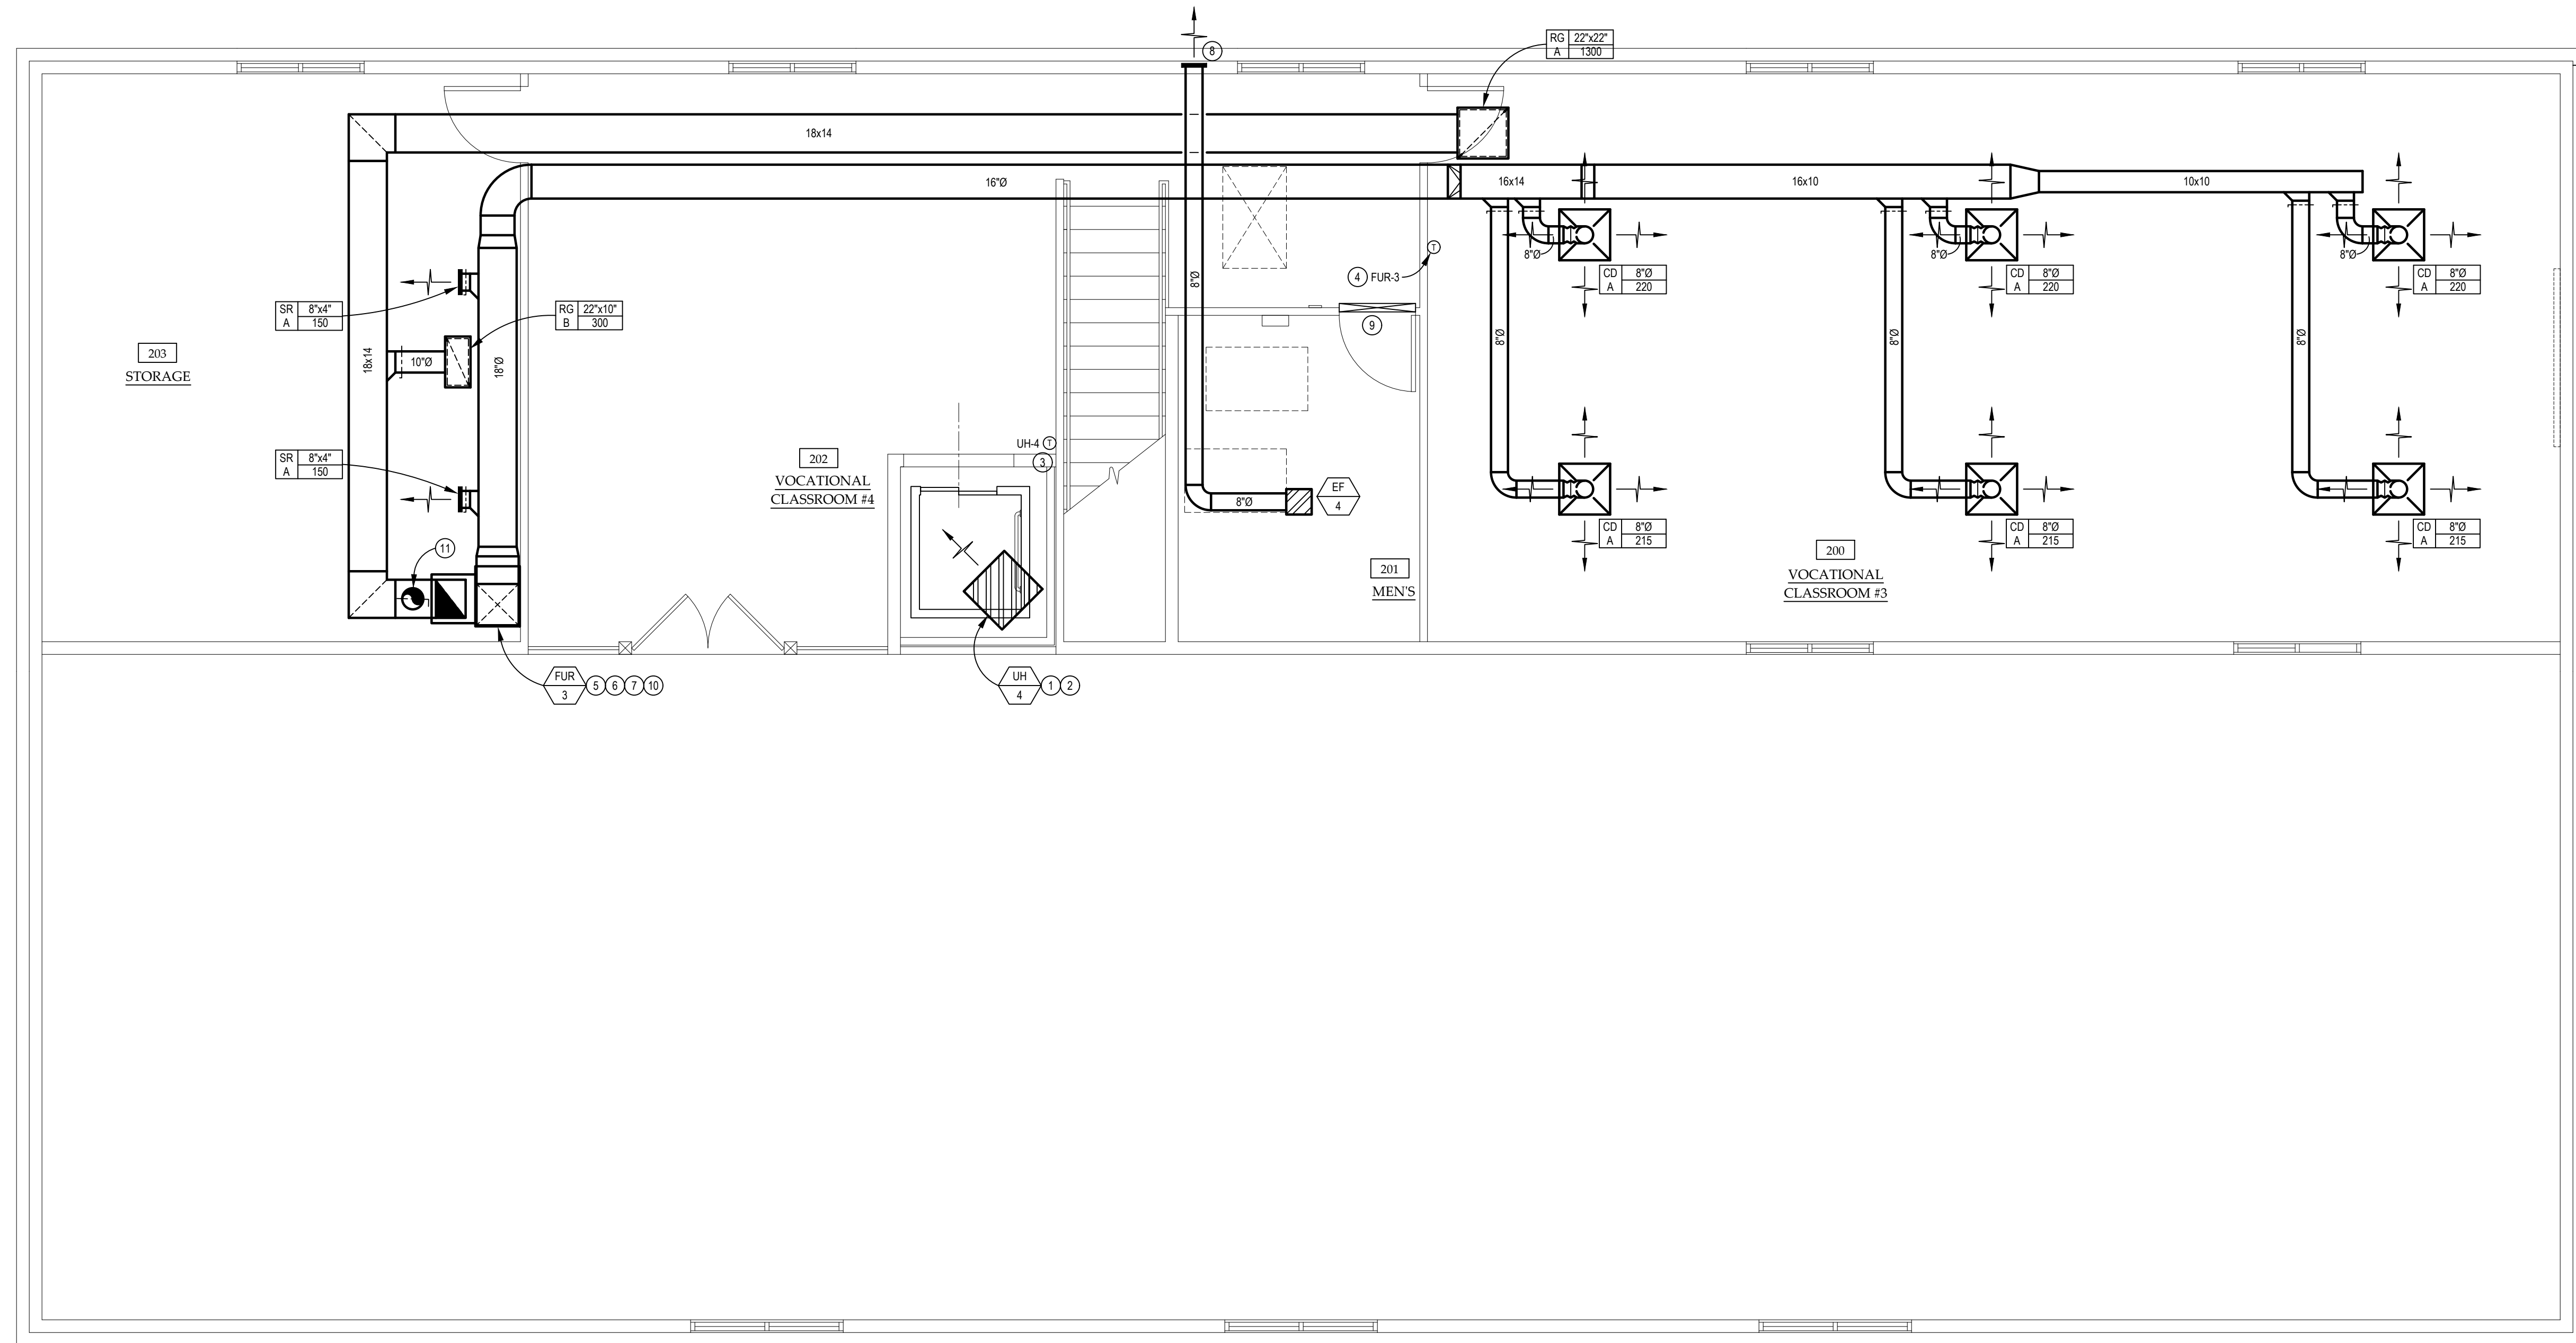 8
RG 22"x22"
A 1300
18x14
16"Ø
16x14
16x10
10x10
8"Ø
8"Ø
8"Ø
4 FUR-3
T
CD 8"Ø
A 220
CD 8"Ø
A 220
CD 8"Ø
A 220
8"Ø
SR 8"x4"
A 150
RG 22"x10"
B 300
9
8"Ø
8"Ø
8"Ø
203
STORAGE
18x14
10"Ø
18"Ø
UH-4 T
3
SR 8"x4"
A 150
202
VOCATIONAL
CLASSROOM #4
8"Ø
EF
4
CD 8"Ø
A 215
CD 8"Ø
A 215
CD 8"Ø
A 215
11
201
MEN'S
200
VOCATIONAL
CLASSROOM #3
FUR
3
5 6 7 10
UH
4
1 2